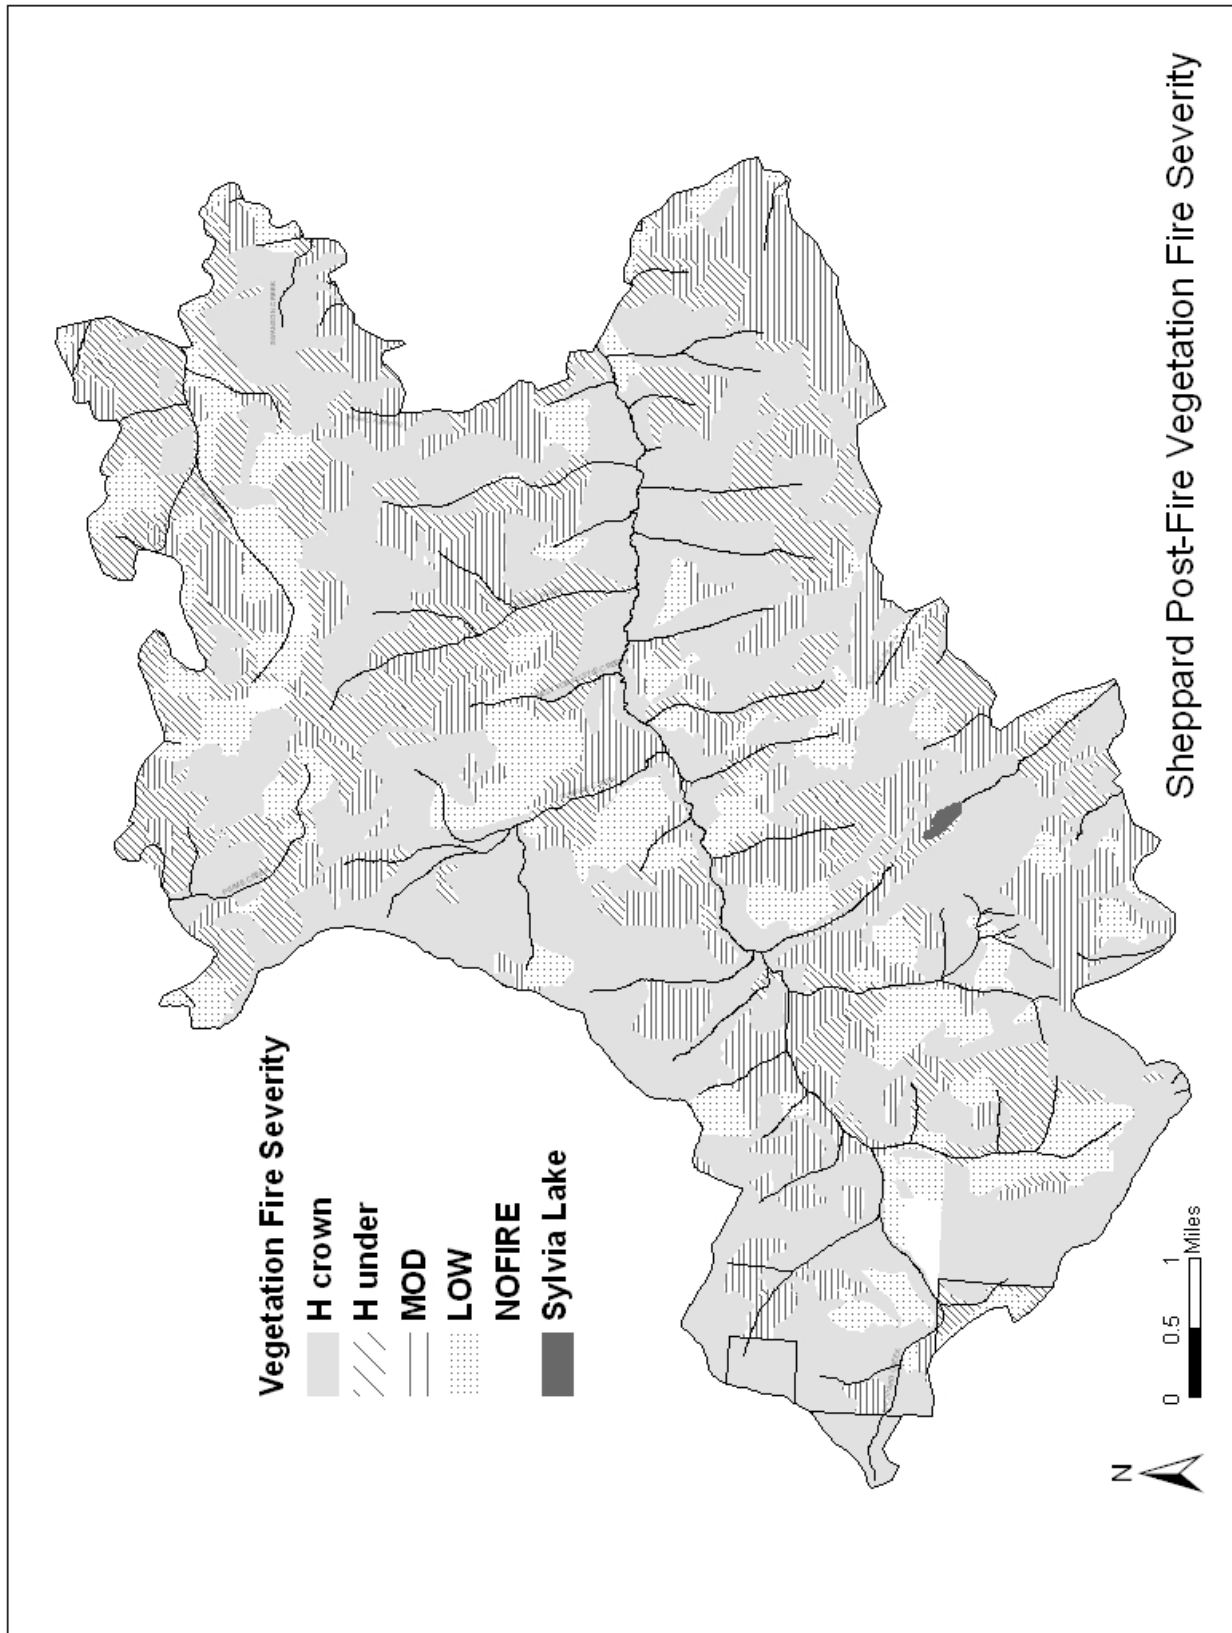 Vegetation Fire Severity
H crown
H under
MOD
LOW
NOFIRE
Sylvia Lake
N
0 0.5 1
Miles
Sheppard Post-Fire Vegetation Fire Severity